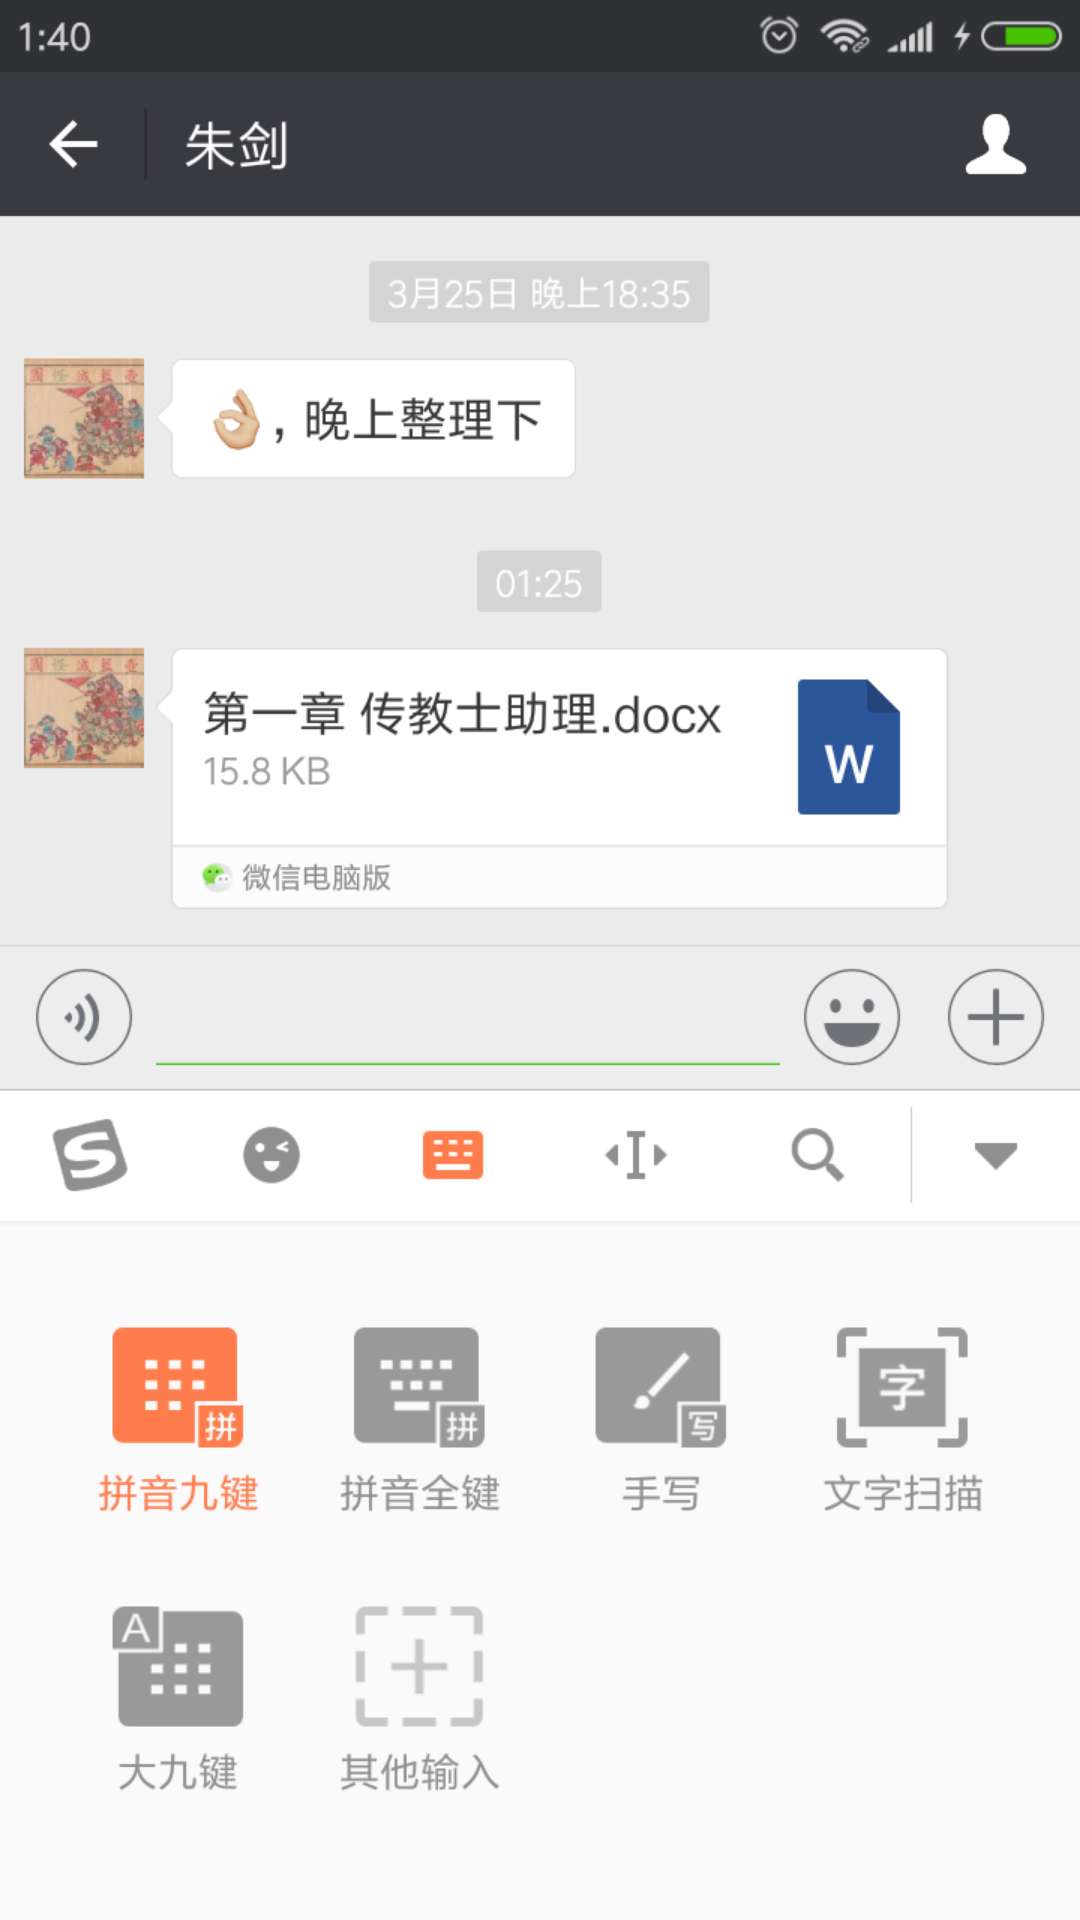 1:40
朱剑
3月25日 晚上18:35
👌🏼, 晚上整理下
01:25
第一章 传教士助理.docx
15.8 KB
W
微信电脑版
S
拼
拼
写
字
拼音九键
拼音全键
手写
文字扫描
A
大九键
其他输入